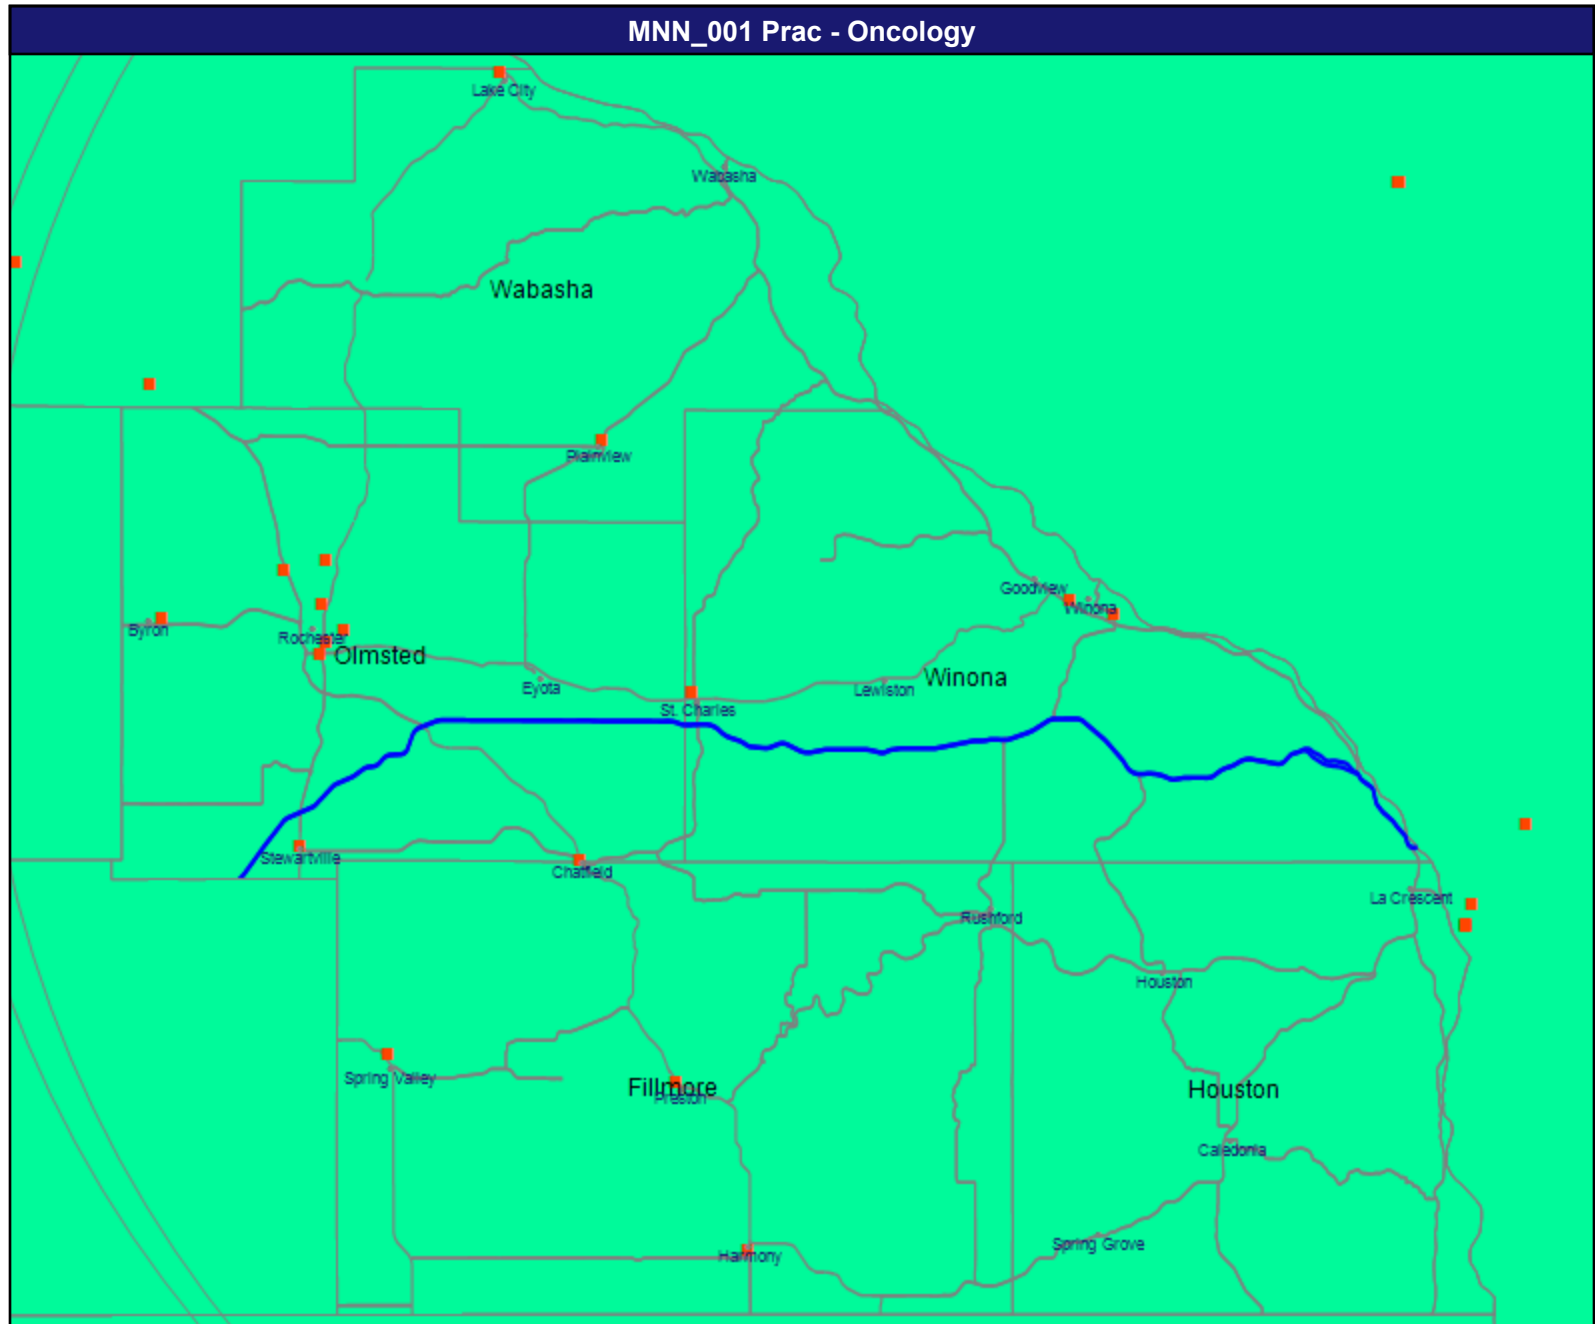 MNN_001 Prac - Oncology
Lake City
Wabasha
Wabasha
Plainview
Goodview
Winona
Byron
Rochester
Olmsted
Winona
Eyota
Lewiston
St. Charles
Stewartville
Chatfield
La Crescent
Rushford
Houston
Spring Valley
Fillmore
Preston
Houston
Caledonia
Spring Grove
Harmony